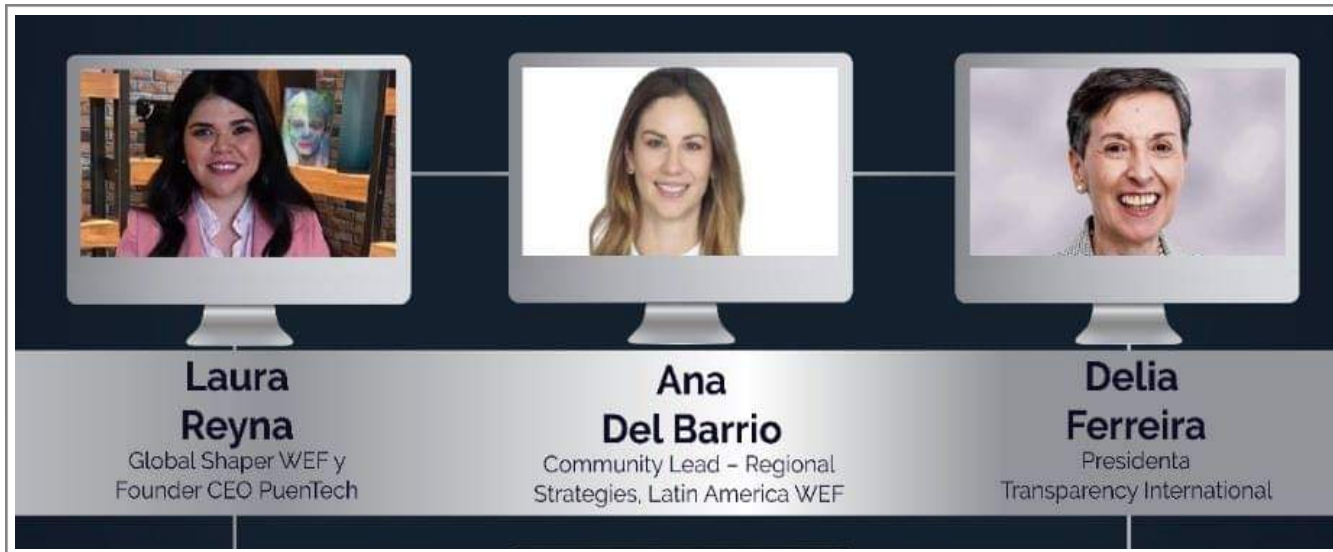 Laura
Reyna
Global Shaper WEF y
Founder CEO PuenTech
Ana
Del Barrio
Community Lead – Regional
Strategies, Latin America WEF
Delia
Ferreira
Presidenta
Transparency International